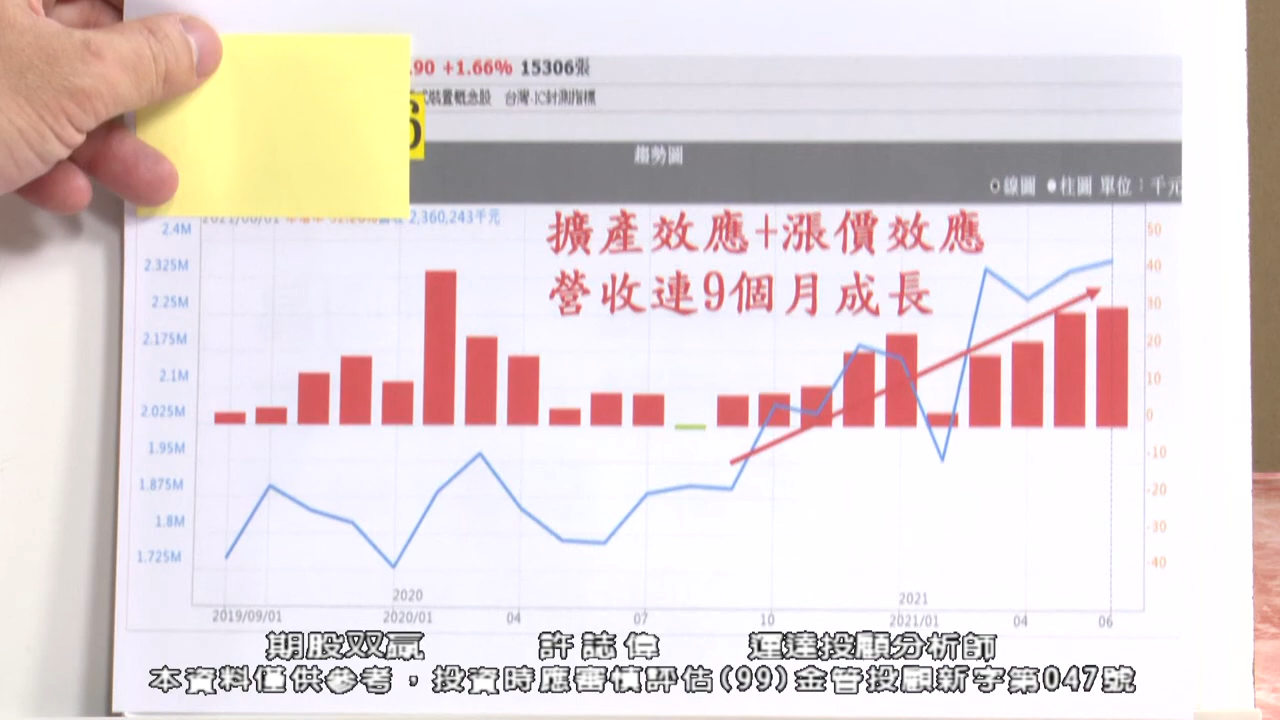 .90 +1.66% 15306張
裝置概念股 台灣-IC封測指標
6
趨勢圖
線圖 柱圖 單位：千元
2,360,243千元
擴產效應+漲價效應
營收連9個月成長
2.4M
2.325M
2.25M
2.175M
2.1M
2.025M
1.95M
1.875M
1.8M
1.725M
50
40
30
20
10
0
-10
-20
-30
-40
2020
2021
2019/09/01 2020/01 04 07 10 2021/01 04 06
期股双贏 許誌偉 運達投顧分析師
本資料僅供參考，投資時應審慎評估(99)金管投顧新字第047號